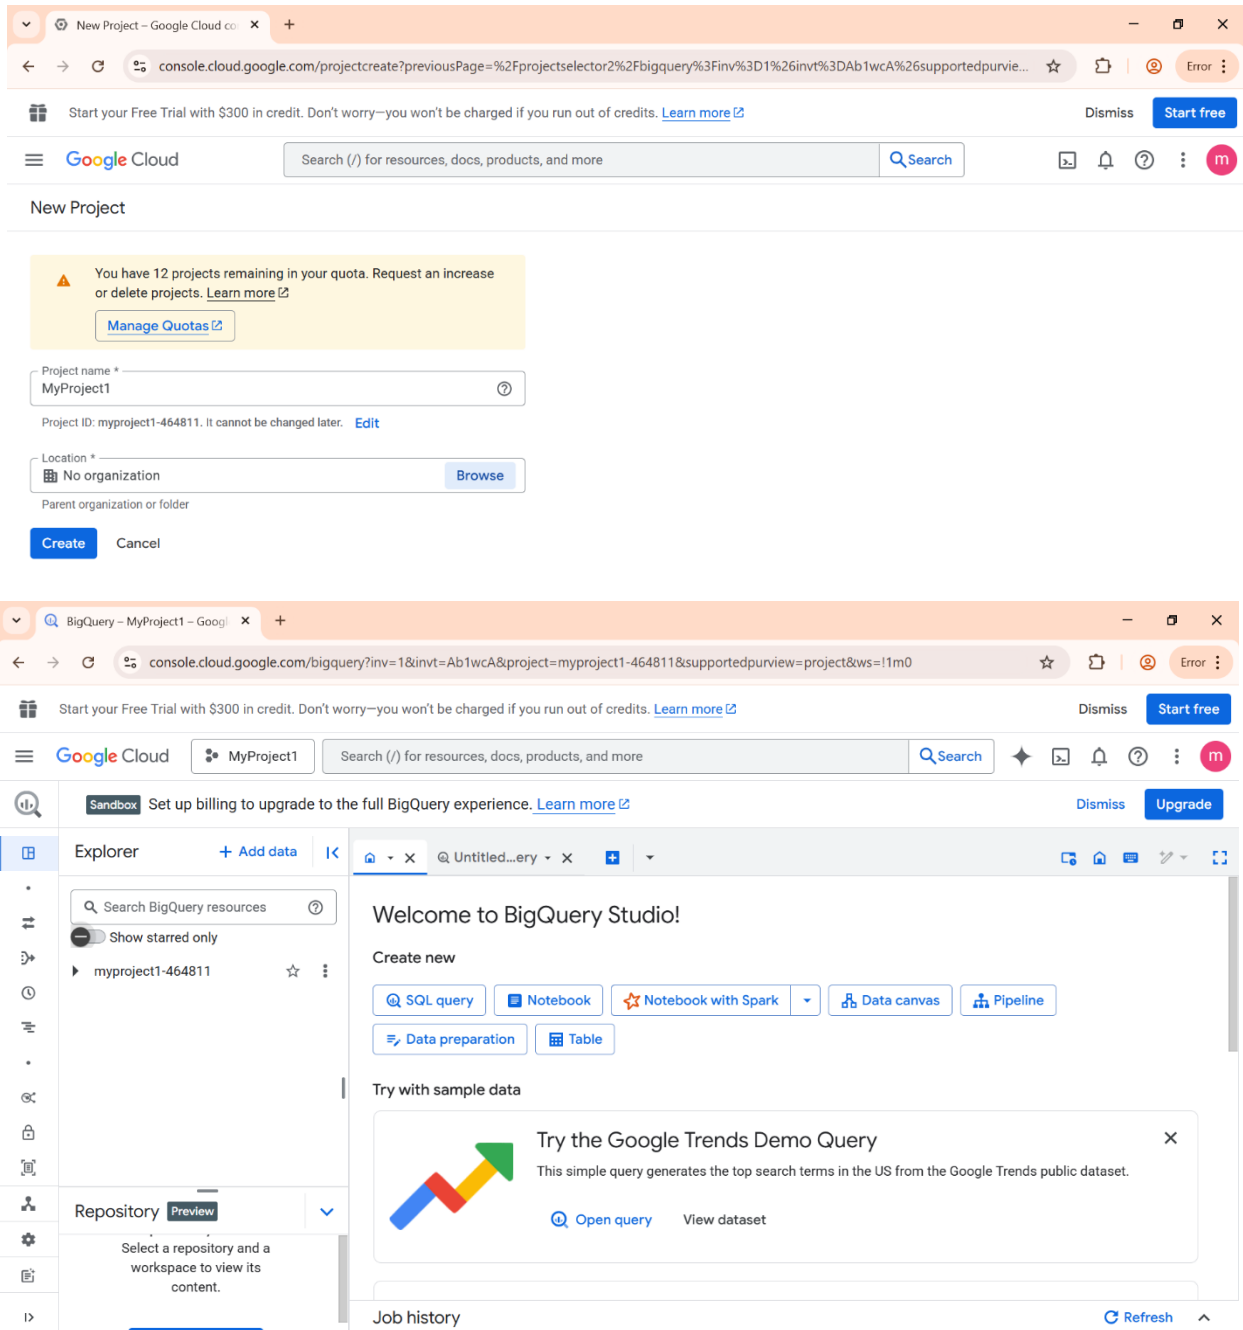 New Project – Google Cloud co
console.cloud.google.com/projectcreate?previousPage=%2Fprojectselector2%2Fbigquery%3Finv%3D1%26invt%3DAb1wcA%26supportedpurvie...
Error
Start your Free Trial with $300 in credit. Don't worry—you won't be charged if you run out of credits. Learn more
Dismiss
Start free
Google Cloud
Search (/) for resources, docs, products, and more
Search
m
New Project
You have 12 projects remaining in your quota. Request an increase
or delete projects. Learn more
Manage Quotas
Project name *
MyProject1
Project ID: myproject1-464811. It cannot be changed later. Edit
Location *
No organization
Browse
Parent organization or folder
Create
Cancel
BigQuery – MyProject1 – Googl
console.cloud.google.com/bigquery?inv=1&invt=Ab1wcA&project=myproject1-464811&supportedpurview=project&ws=!1m0
Error
Start your Free Trial with $300 in credit. Don't worry—you won't be charged if you run out of credits. Learn more
Dismiss
Start free
Google Cloud
MyProject1
Search (/) for resources, docs, products, and more
Search
m
Sandbox Set up billing to upgrade to the full BigQuery experience. Learn more
Dismiss
Upgrade
Explorer
+ Add data
Untitled...ery
Search BigQuery resources
Show starred only
myproject1-464811
Welcome to BigQuery Studio!
Create new
SQL query
Notebook
Notebook with Spark
Data canvas
Pipeline
Data preparation
Table
Try with sample data
Try the Google Trends Demo Query
This simple query generates the top search terms in the US from the Google Trends public dataset.
Open query
View dataset
Repository Preview
Select a repository and a
workspace to view its
content.
Job history
Refresh